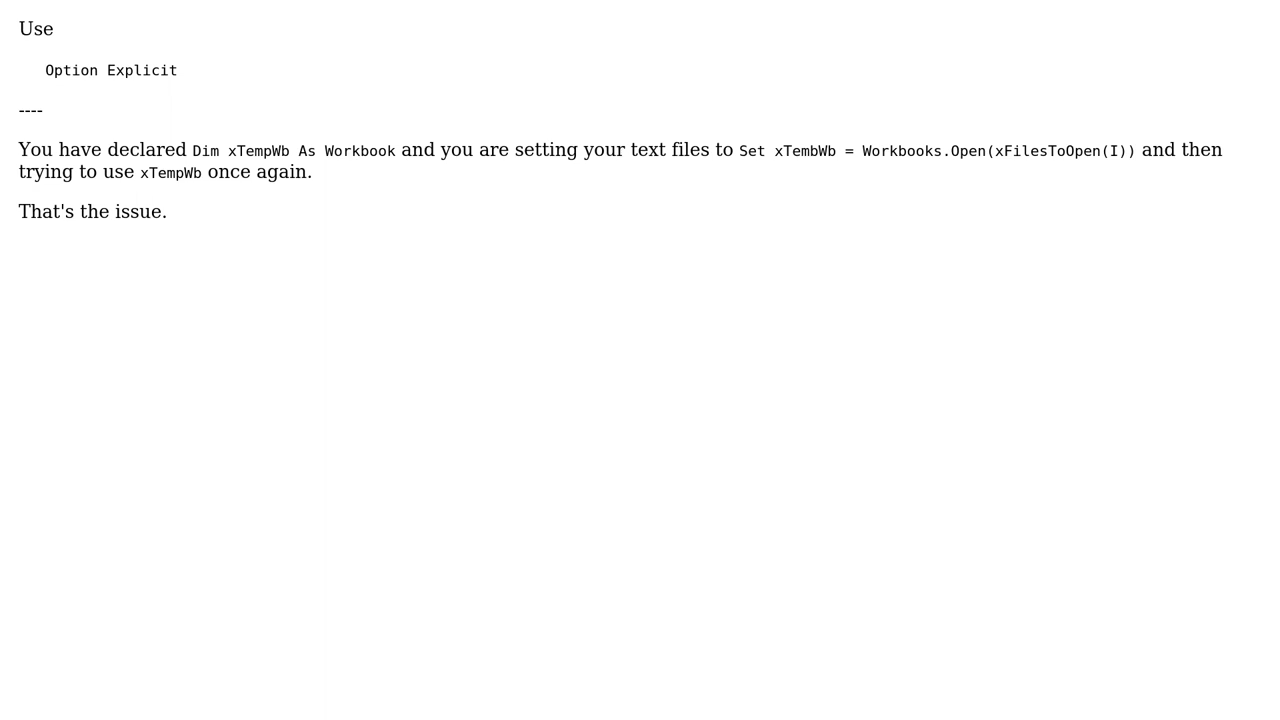 Use
Option Explicit
----
You have declared Dim xTempWb As Workbook and you are setting your text files to Set xTembWb = Workbooks.Open(xFilesToOpen(I)) and then
trying to use xTempWb once again.
That's the issue.